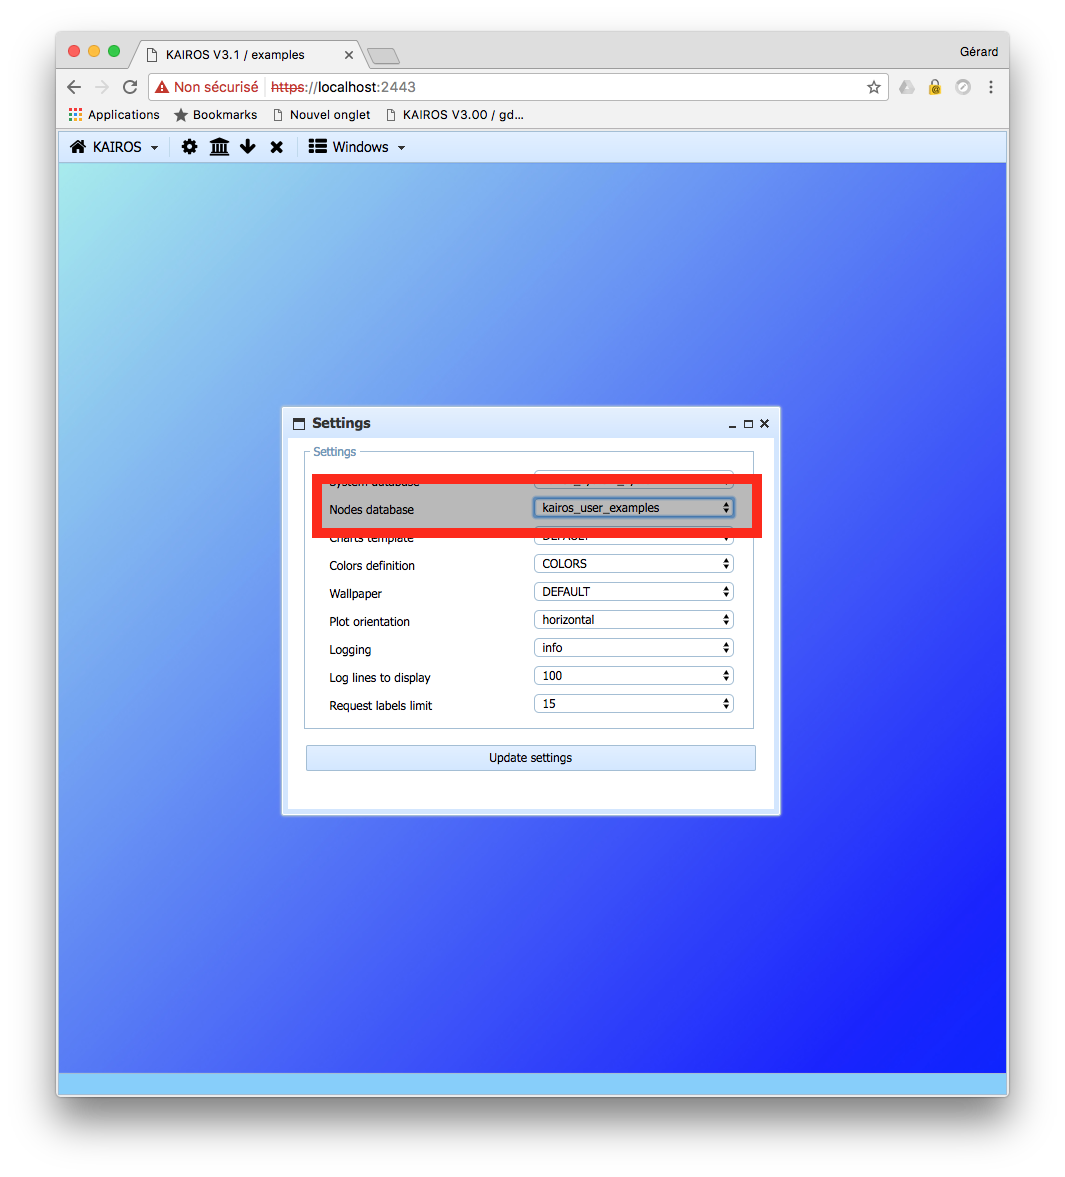 KAIROS V3.1 / examples
Gérard
Non sécurisé https://localhost:2443
Applications Bookmarks Nouvel onglet KAIROS V3.00 / gd...
KAIROS Windows
Settings
Settings
System database
Nodes database kairos_user_examples
Charts template DEFAULT
Colors definition COLORS
Wallpaper DEFAULT
Plot orientation horizontal
Logging info
Log lines to display 100
Request labels limit 15
Update settings